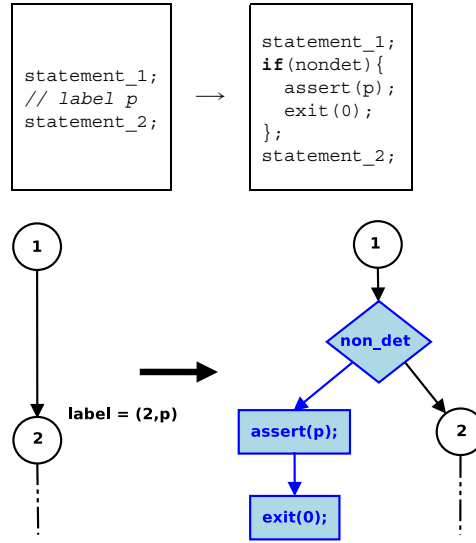 statement_1;
// label p
statement_2;
→
statement_1;
if(nondet){
assert(p);
exit(0);
};
statement_2;
1
label = (2,p)
2
1
non_det
assert(p);
2
exit(0);